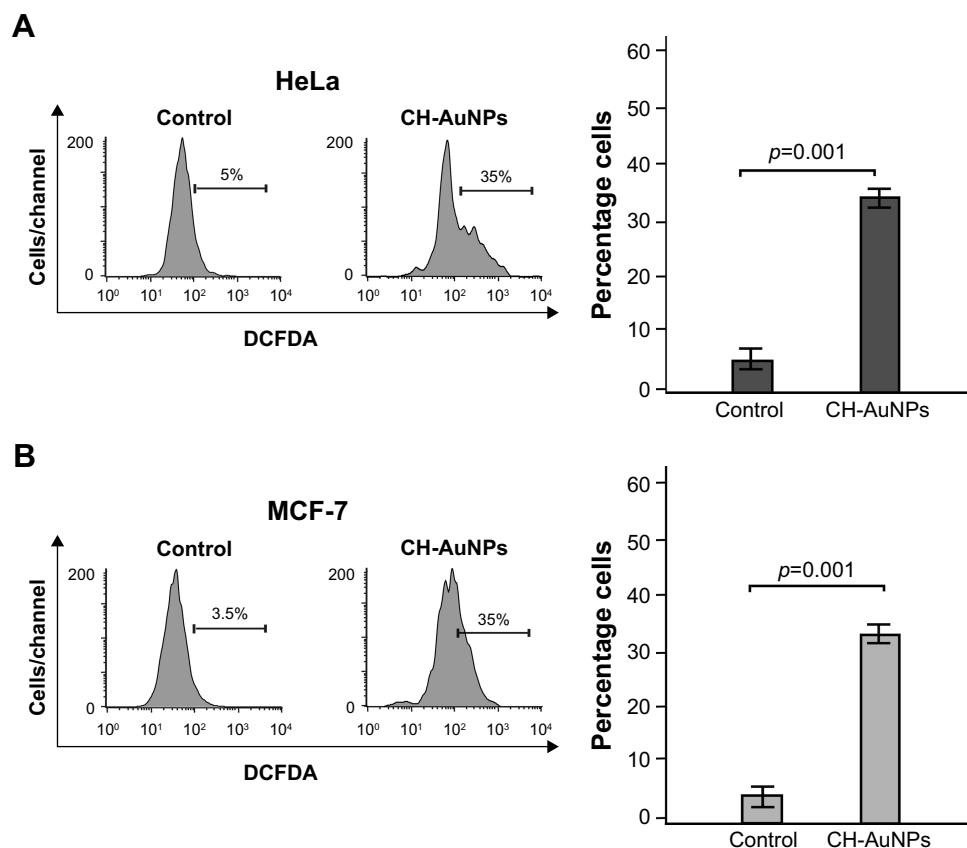 A
HeLa
Control
CH-AuNPs
Cells/channel
200
0
5%
10⁰ 10¹ 10² 10³ 10⁴
200
0
35%
10⁰ 10¹ 10² 10³ 10⁴
DCFDA
Percentage cells
60
50
40
30
20
10
0
p=0.001
Control
CH-AuNPs
B
MCF-7
Control
CH-AuNPs
Cells/channel
200
0
3.5%
10⁰ 10¹ 10² 10³ 10⁴
200
0
35%
10⁰ 10¹ 10² 10³ 10⁴
DCFDA
Percentage cells
60
50
40
30
20
10
0
p=0.001
Control
CH-AuNPs